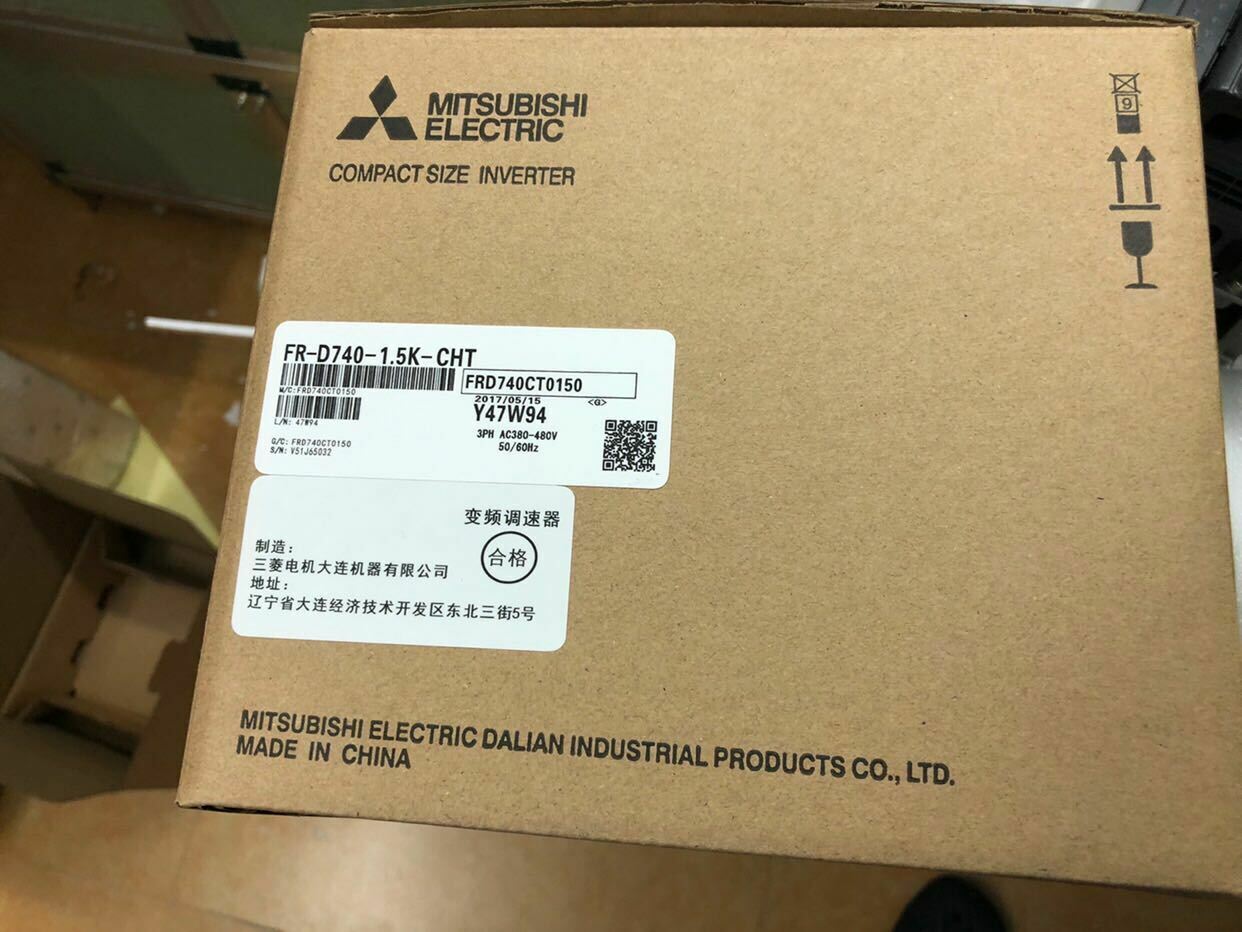 MITSUBISHI
ELECTRIC
COMPACT SIZE INVERTER
9
FR-D740-1.5K-CHT
M/C:FRD740CT0150
FRD740CT0150
2017/05/15 <G>
L/N: 47W94
Y47W94
3PH AC380-480V
50/60Hz
G/C: FRD740CT0150
S/N: V51J65032
变频调速器
合格
制造：
三菱电机大连机器有限公司
地址：
辽宁省大连经济技术开发区东北三街5号
MITSUBISHI ELECTRIC DALIAN INDUSTRIAL PRODUCTS CO., LTD.
MADE IN CHINA